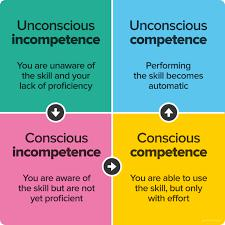 Unconscious
incompetence
You are unaware of
the skill and your
lack of proficiency
Unconscious
competence
Performing
the skill becomes
automatic
Conscious
incompetence
You are aware of
the skill but are not
yet proficient
Conscious
competence
You are able to use
the skill, but only
with effort